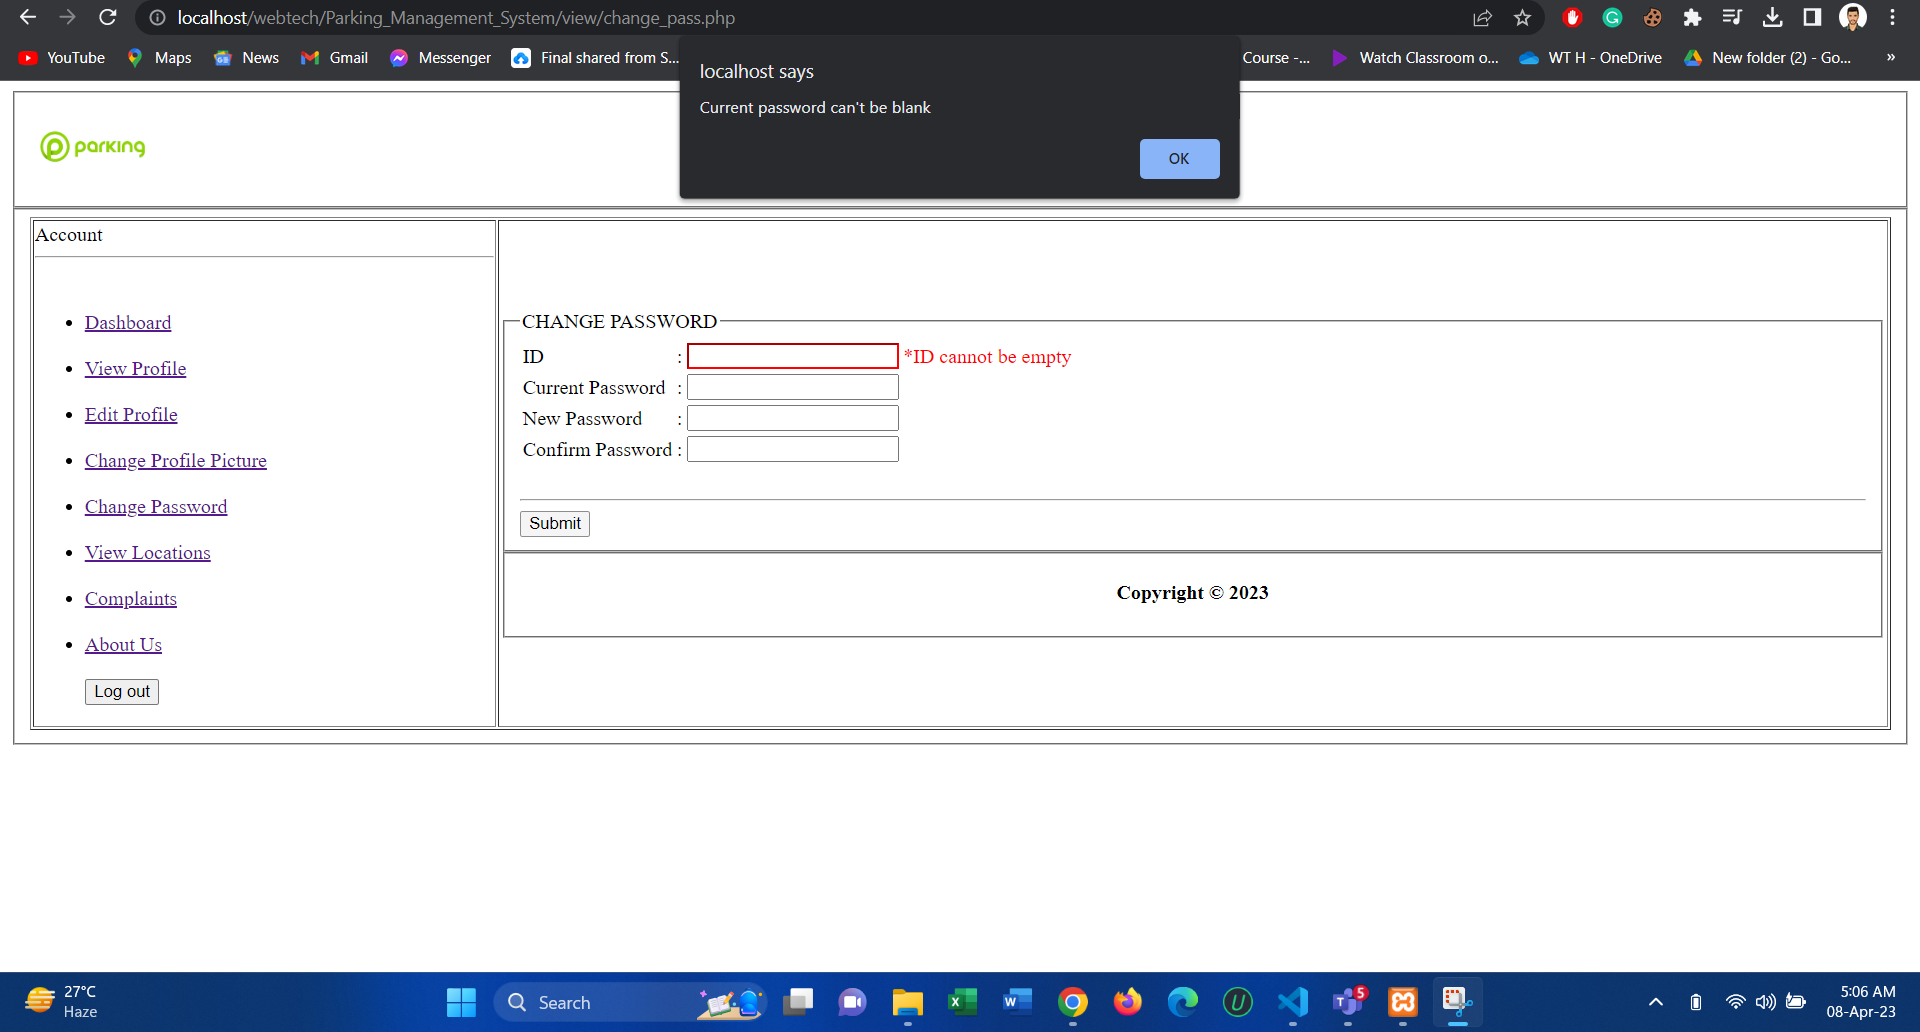 localhost/webtech/Parking_Management_System/view/change_pass.php
YouTube Maps News Gmail Messenger Final shared from S... Course -... Watch Classroom o... WT H - OneDrive New folder (2) - Go... »
localhost says
Current password can't be blank
OK
parking
Account
Dashboard
View Profile
Edit Profile
Change Profile Picture
Change Password
View Locations
Complaints
About Us
Log out
CHANGE PASSWORD
ID : *ID cannot be empty
Current Password :
New Password :
Confirm Password :
Submit
Copyright © 2023
27°C
Haze
Search
5
5:06 AM
08-Apr-23